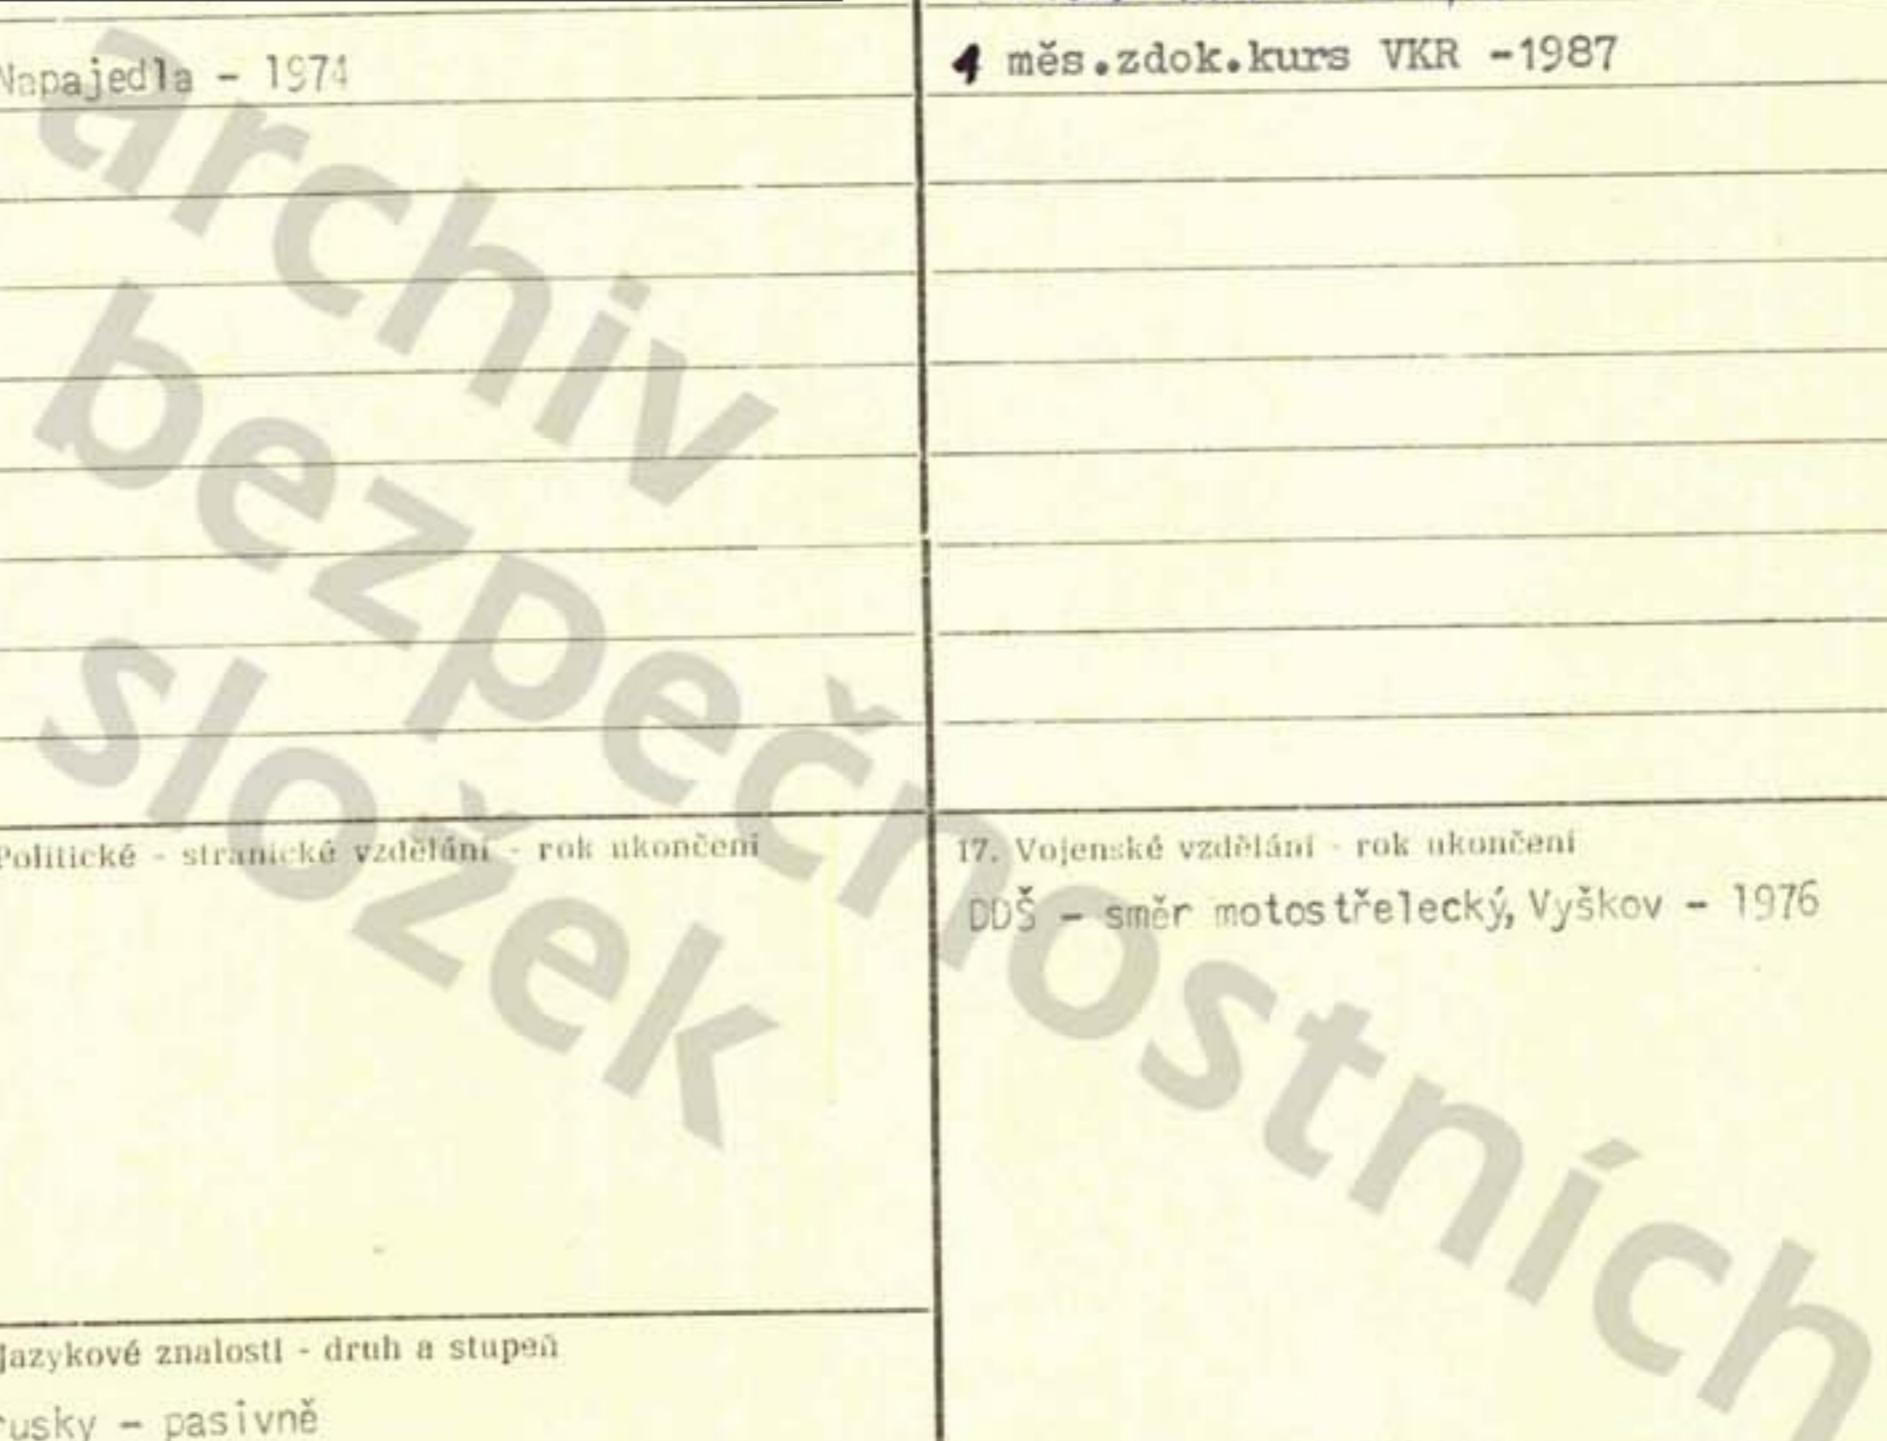 Napajedla - 1974
1 měs.zdok.kurs VKR -1987
Politické - stranické vzdělání - rok ukončení
17. Vojenské vzdělání - rok ukončení
DDŠ - směr motostřelecký, Vyškov - 1976
Jazykové znalosti - druh a stupeň
rusky - pasivně
archiv
bezpečnostních
složek